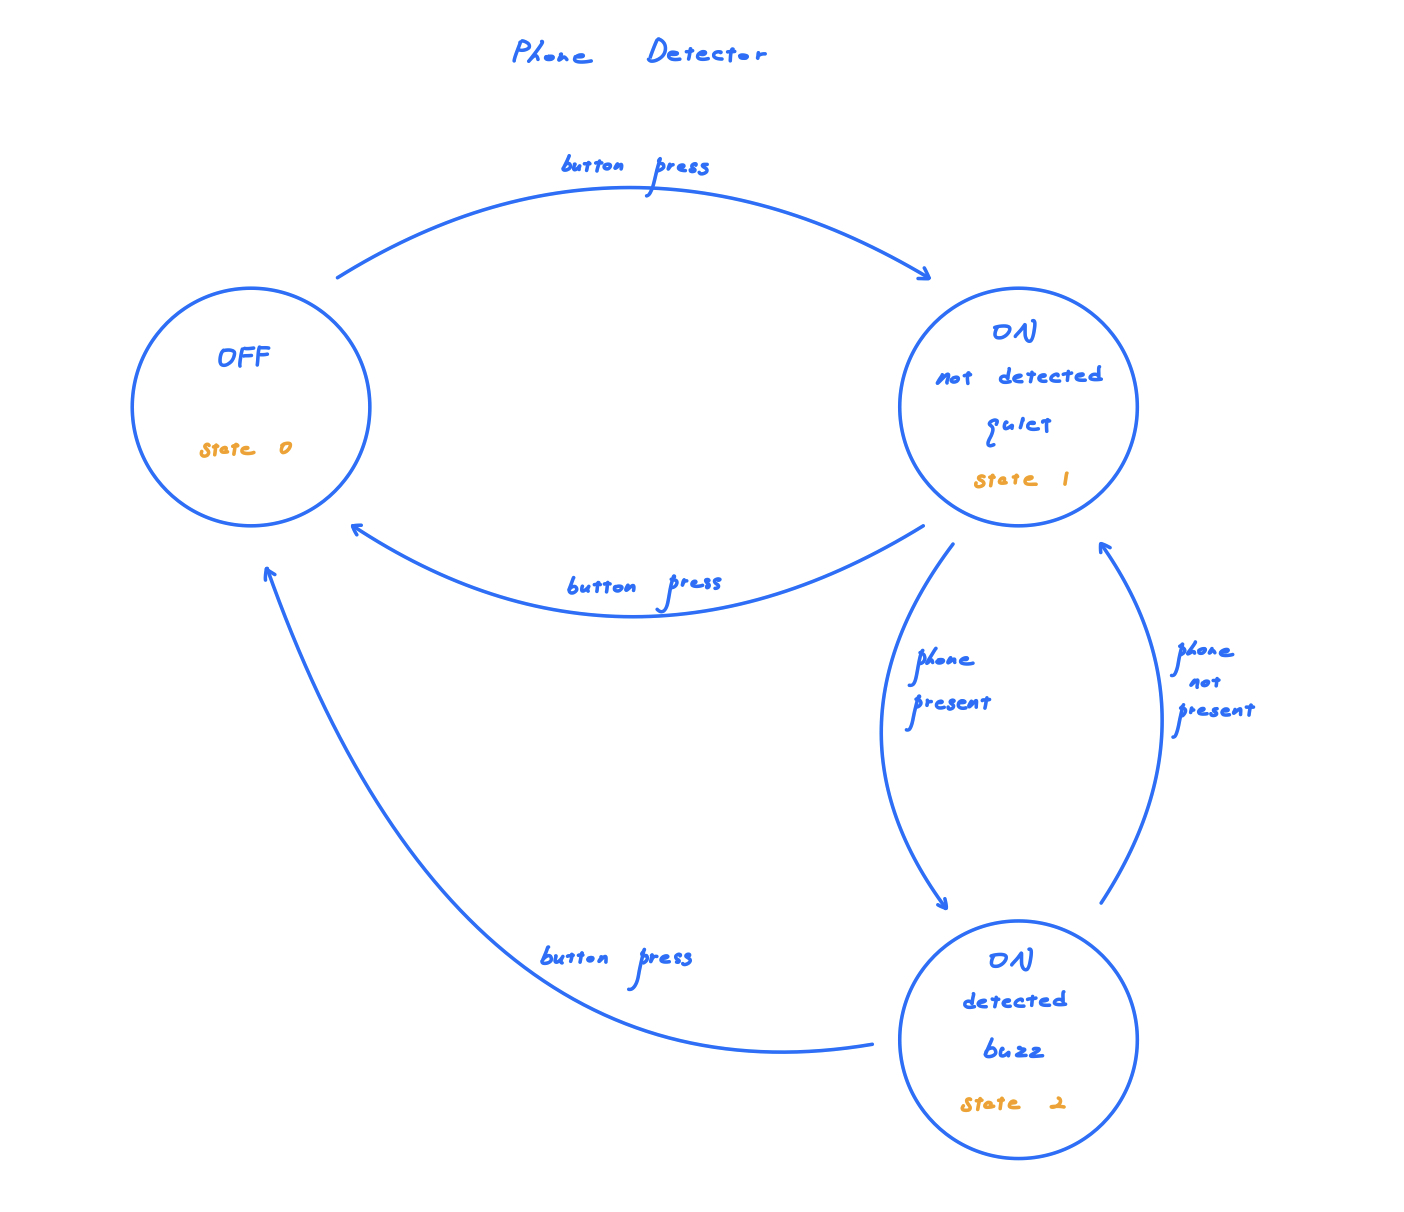 Phone Detector
button press
OFF
state 0
ON
not detected
quiet
state 1
button press
phone
present
phone
not
present
button press
ON
detected
buzz
state 2